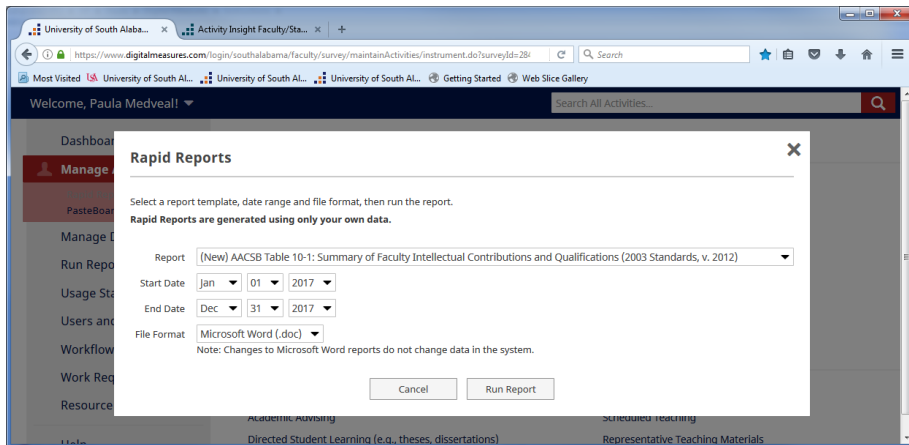 University of South Alaba... × Activity Insight Faculty/Sta... × +
https://www.digitalmeasures.com/login/southalabama/faculty/survey/maintainActivities/instrument.do?surveyId=284 Search
Most Visited University of South Al... University of South Al... University of South Al... Getting Started Web Slice Gallery
Welcome, Paula Medveal! Search All Activities...
Dashboar
Manage
PasteBoar
Manage D
Run Repo
Usage Sta
Users and
Workflow
Work Req
Resource
Help
Rapid Reports
Select a report template, date range and file format, then run the report.
Rapid Reports are generated using only your own data.
Report (New) AACSB Table 10-1: Summary of Faculty Intellectual Contributions and Qualifications (2003 Standards, v. 2012)
Start Date Jan 01 2017
End Date Dec 31 2017
File Format Microsoft Word (.doc)
Note: Changes to Microsoft Word reports do not change data in the system.
Cancel Run Report
Academic Advising Scheduled Teaching
Directed Student Learning (e.g., theses, dissertations) Representative Teaching Materials